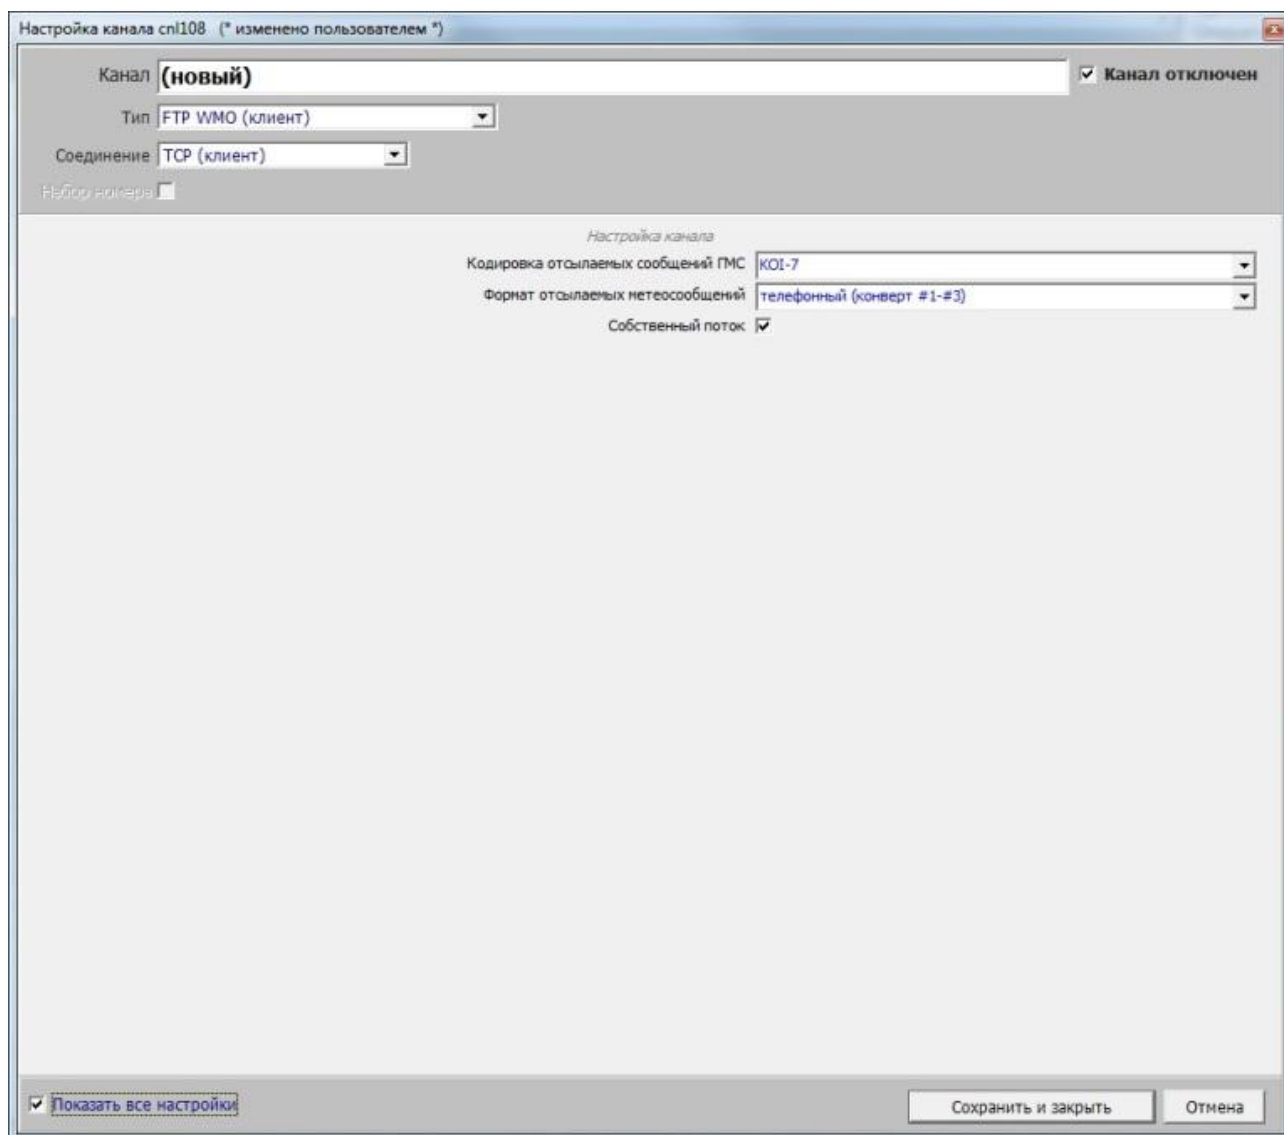 Настройка канала cnl108 (* изменено пользователем *)
Канал (новый) Канал отключен
Тип FTP WMO (клиент)
Соединение TCP (клиент)
Набор номера
Настройка канала
Кодировка отсылаемых сообщений ГМС KOI-7
Формат отсылаемых метеосообщений телефонный (конверт #1-#3)
Собственный поток
Показать все настройки Сохранить и закрыть Отмена